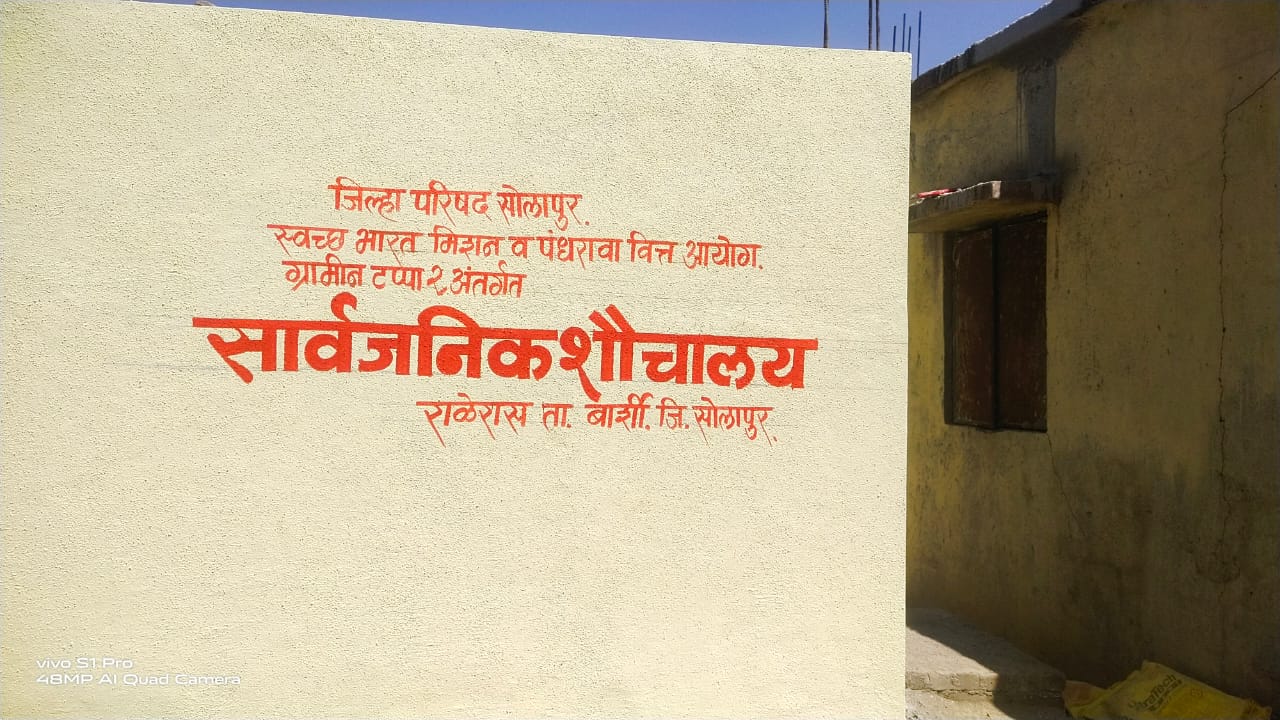 जिल्हा परिषद सोलापुर.
स्वच्छ भारत मिशन व पंधरावा वित्त आयोग.
ग्रामीन टप्पा २ अंतर्गत
सार्वजनिक शौचालय
राळेरास ता. बार्शी. जि. सोलापुर.
vivo S1 Pro
48MP AI Quad Camera